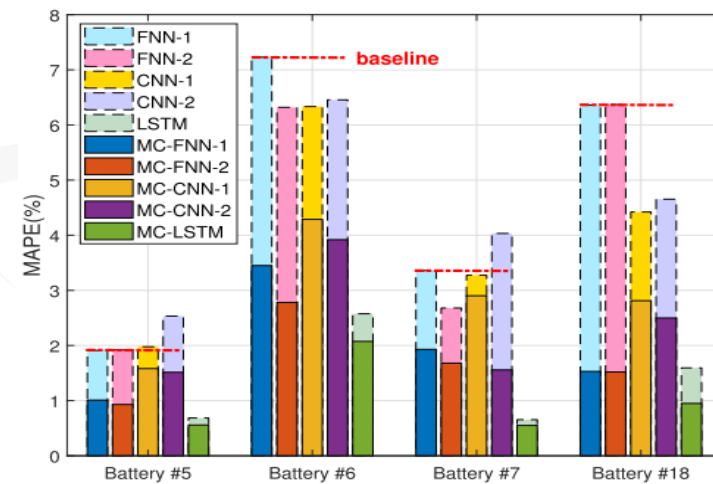 8
7
6
5
4
3
2
1
0
MAPE(%)
FNN-1
FNN-2
CNN-1
CNN-2
LSTM
MC-FNN-1
MC-FNN-2
MC-CNN-1
MC-CNN-2
MC-LSTM
baseline
Battery #5 Battery #6 Battery #7 Battery #18